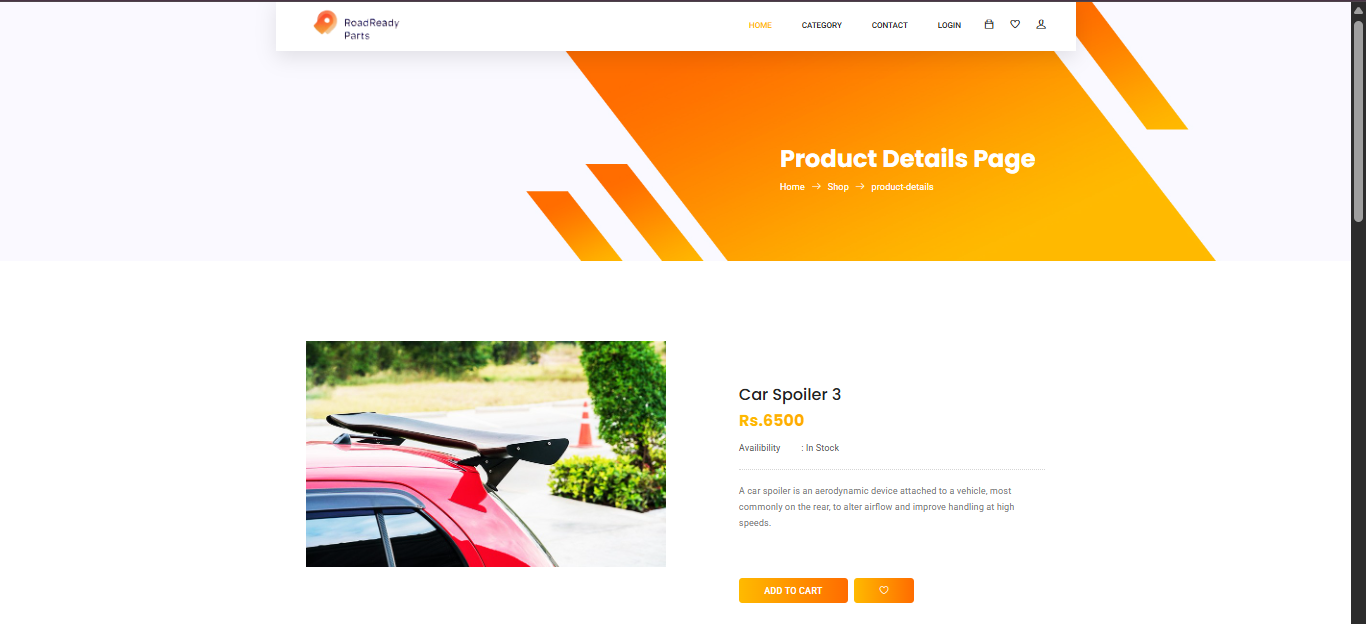 RoadReady
Parts
HOME CATEGORY CONTACT LOGIN
Product Details Page
Home → Shop → product-details
Car Spoiler 3
Rs.6500
Availibility : In Stock
A car spoiler is an aerodynamic device attached to a vehicle, most
commonly on the rear, to alter airflow and improve handling at high
speeds.
ADD TO CART